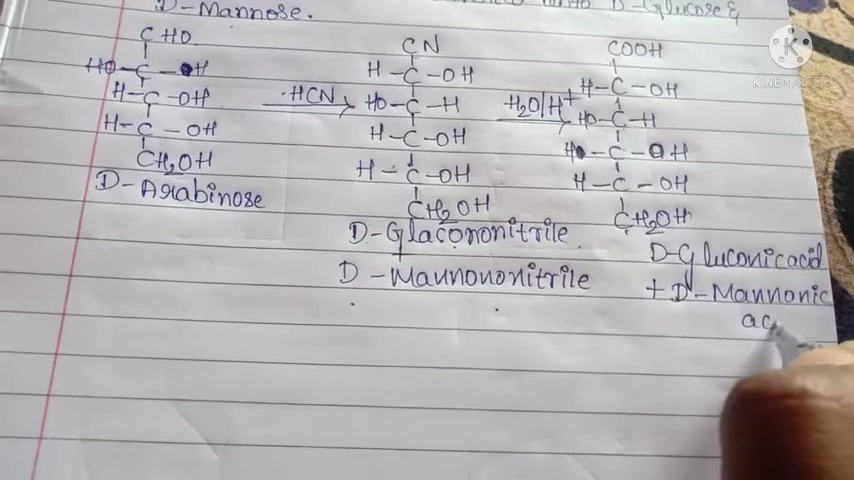 D-Glucose &
D-Mannose.
CHO
HO-C-OH
H-C-OH
H-C-OH
CH2OH
D-Arabinose
HCN
CN
H-C-OH
HO-C-H
H-C-OH
H-C-OH
CH2OH
D-Glacononitrile
+
D-Mannononitrile
H2O/H+
COOH
H-C-OH
HO-C-H
H-C-OH
H-C-OH
CH2OH
D-Gluconic acid
+ D-Mannonic
ac
K
KINEMASTER